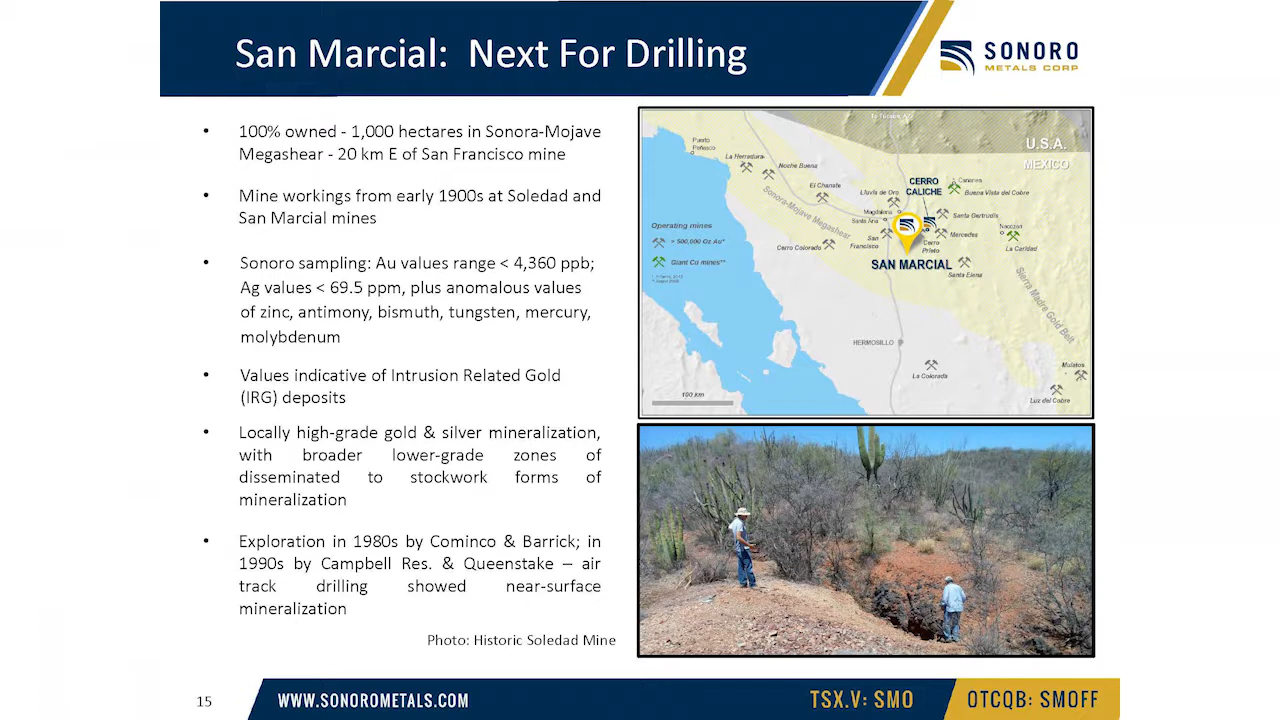 San Marcial: Next For Drilling
SONORO
METALS CORP
• 100% owned - 1,000 hectares in Sonora-Mojave
Megashear - 20 km E of San Francisco mine
• Mine workings from early 1900s at Soledad and
San Marcial mines
• Sonoro sampling: Au values range < 4,360 ppb;
Ag values < 69.5 ppm, plus anomalous values
of zinc, antimony, bismuth, tungsten, mercury,
molybdenum
• Values indicative of Intrusion Related Gold
(IRG) deposits
• Locally high-grade gold & silver mineralization,
with broader lower-grade zones of
disseminated to stockwork forms of
mineralization
• Exploration in 1980s by Cominco & Barrick; in
1990s by Campbell Res. & Queenstake – air
track drilling showed near-surface
mineralization
Photo: Historic Soledad Mine
U.S.A.
MEXICO
Puerto
Peñasco
La Herradura
Noche Buena
El Chanate
Lluvis de Oro
CERRO
CALICHE
Cananea
Buena Vista del Cobre
Sonora-Mojave Megashear
Magdalena
Santa Ana
Santa Gertrudis
Mercedes
Nacozari
La Caridad
San
Francisco
Cerro
Prieto
Cerro Colorado
SAN MARCIAL
Santa Elena
Operating mines
> 500,000 Oz Au*
Giant Cu mines**
Sierra Madre Gold Belt
HERMOSILLO
La Colorada
Mulatos
Luz del Cobre
100 km
15
WWW.SONOROMETALS.COM
TSX.V: SMO
OTCQB: SMOFF